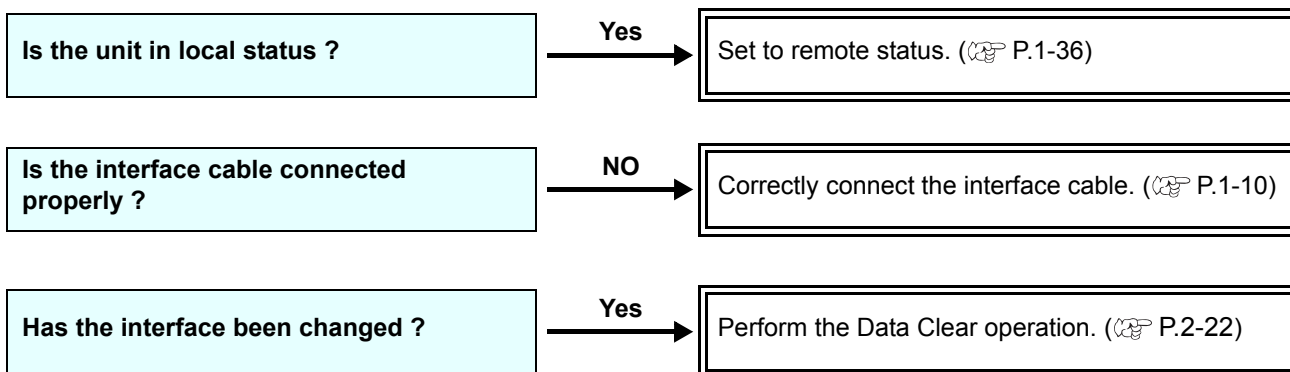 Is the unit in local status ?
Yes
Set to remote status. (P.1-36)
Is the interface cable connected
properly ?
NO
Correctly connect the interface cable. (P.1-10)
Has the interface been changed ?
Yes
Perform the Data Clear operation. (P.2-22)